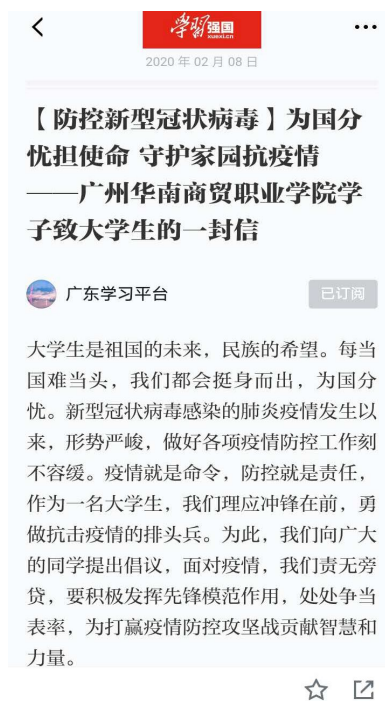 学习强国
xuexi.cn
2020 年 02 月 08 日
【防控新型冠状病毒】为国分
忧担使命 守护家园抗疫情
——广州华南商贸职业学院学
子致大学生的一封信
广东学习平台
已订阅
大学生是祖国的未来，民族的希望。每当
国难当头，我们都会挺身而出，为国分
忧。新型冠状病毒感染的肺炎疫情发生以
来，形势严峻，做好各项疫情防控工作刻
不容缓。疫情就是命令，防控就是责任，
作为一名大学生，我们理应冲锋在前，勇
做抗击疫情的排头兵。为此，我们向广大
的同学提出倡议，面对疫情，我们责无旁
贷，要积极发挥先锋模范作用，处处争当
表率，为打赢疫情防控攻坚战贡献智慧和
力量。